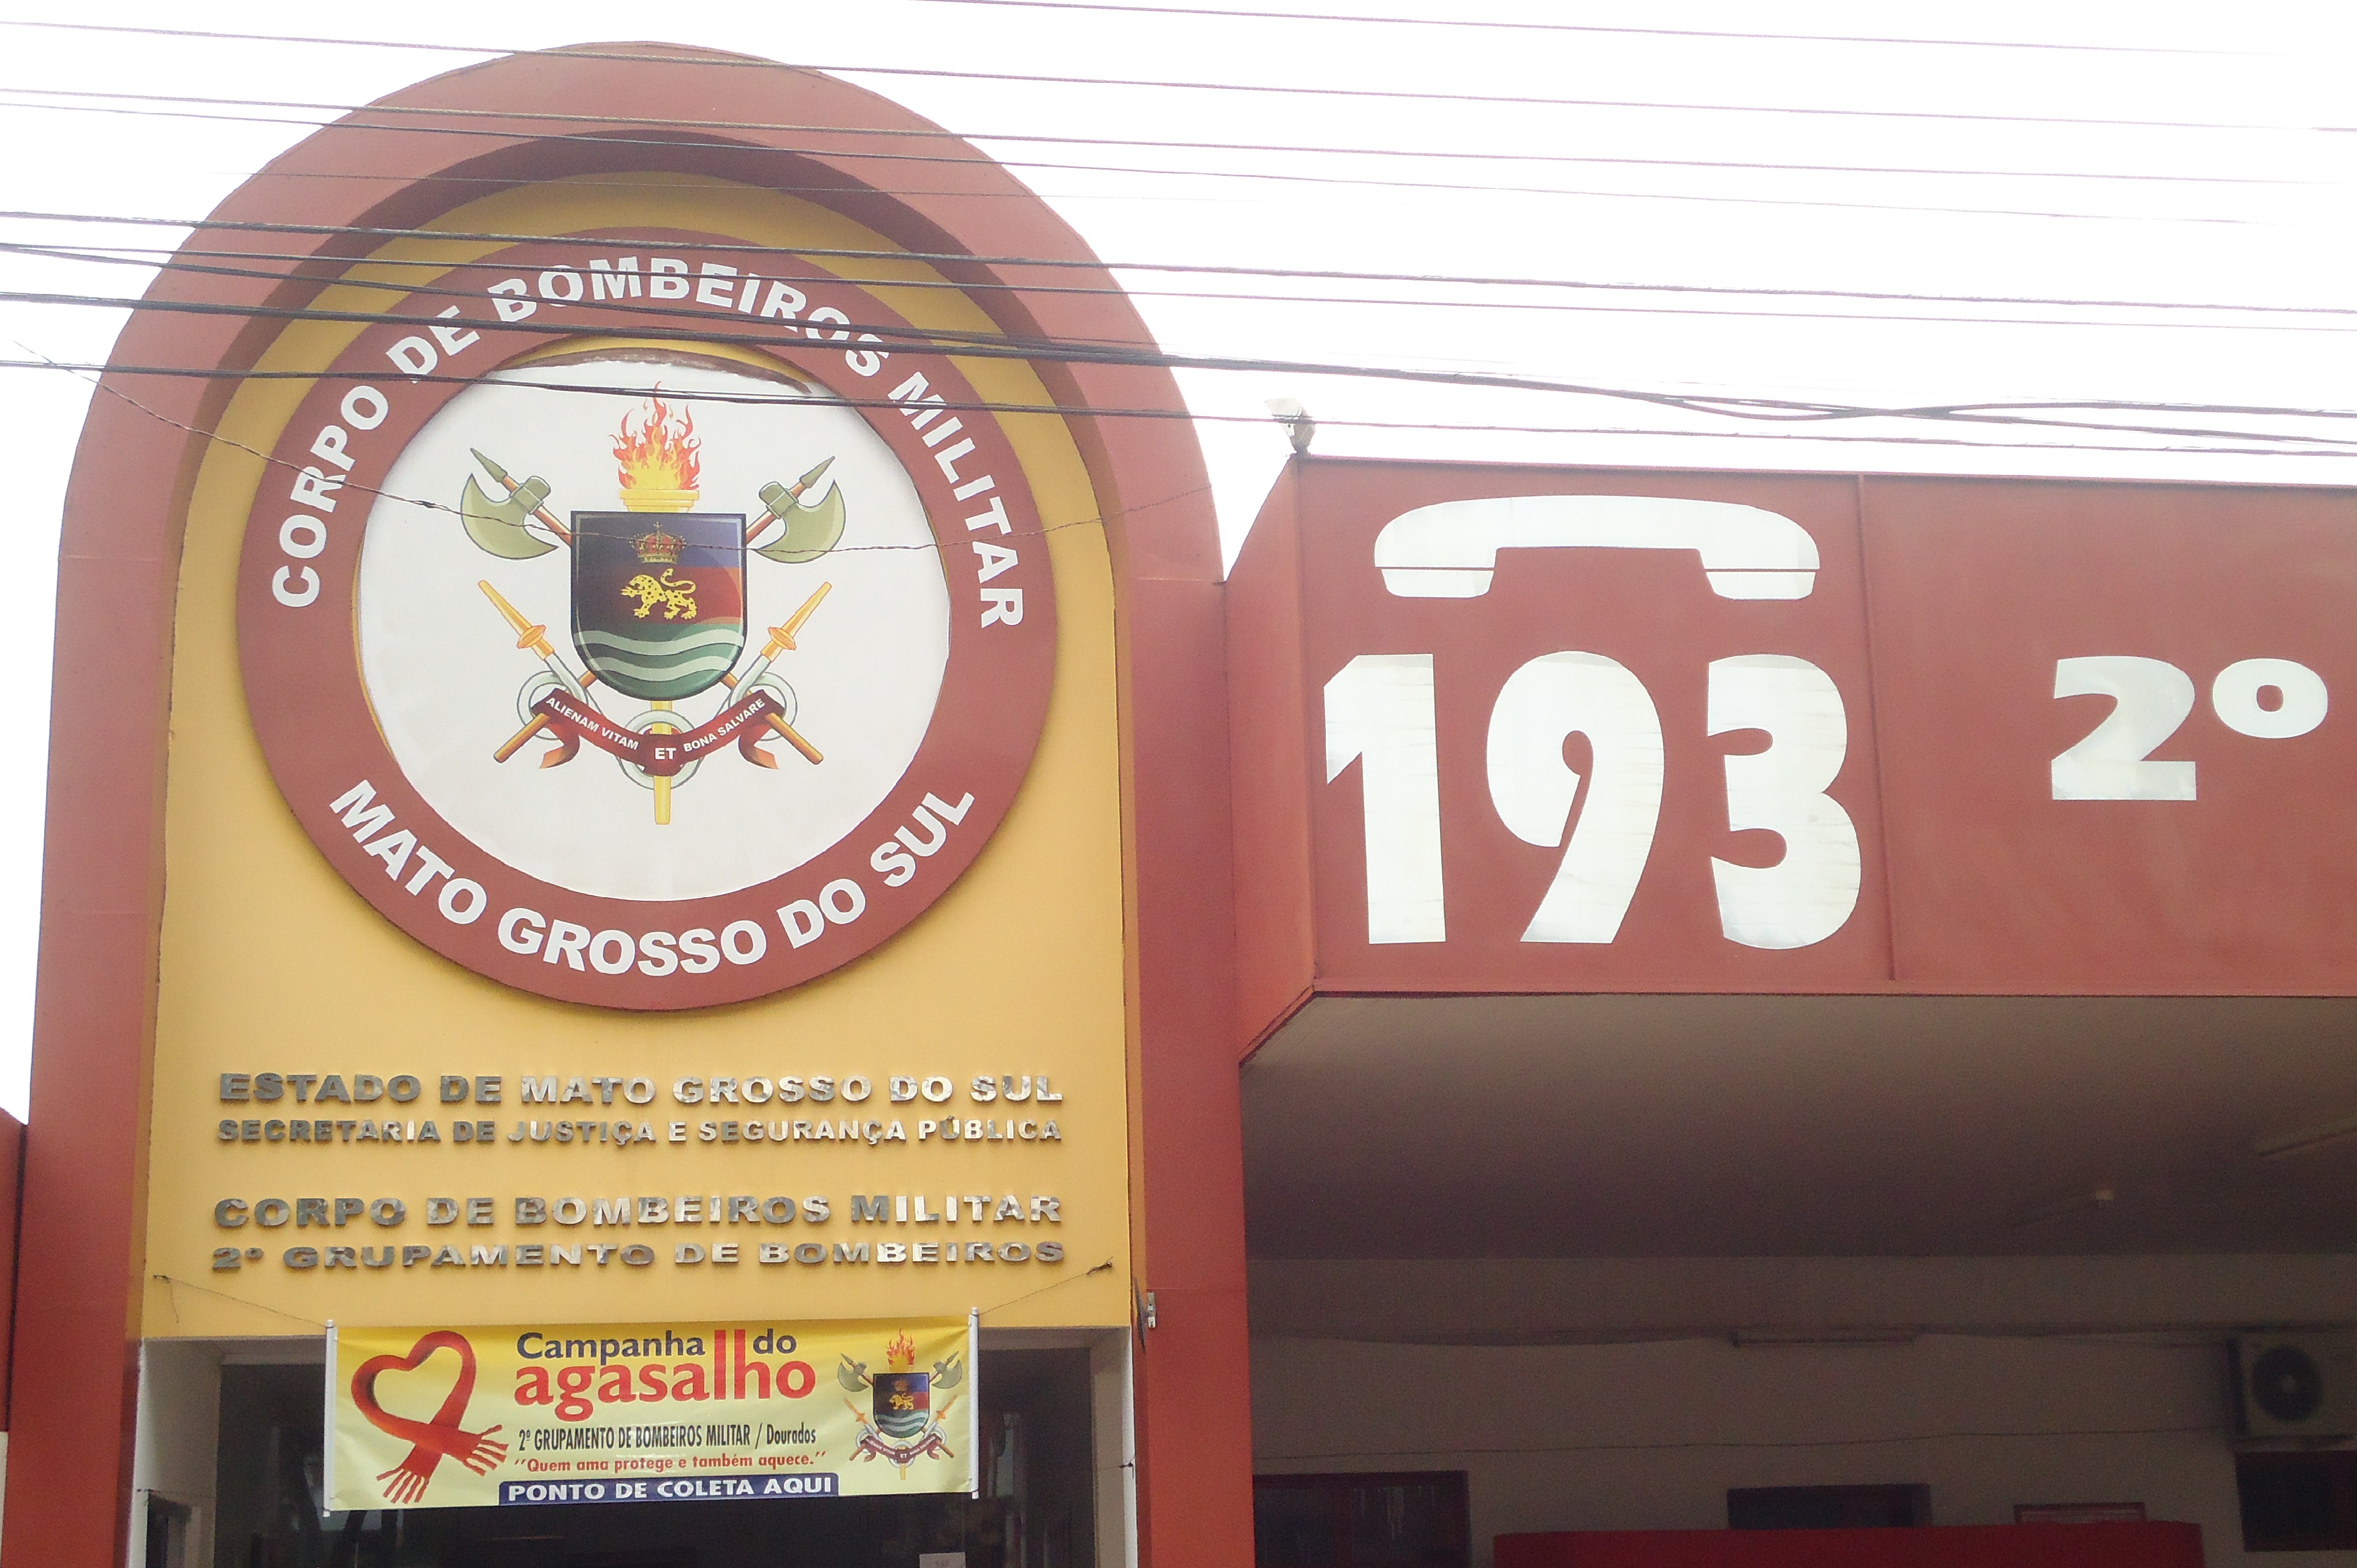 CORPO DE BOMBEIROS MILITAR
ALIENAM VITAM ET BONA SALVARE
MATO GROSSO DO SUL
193
2º
ESTADO DE MATO GROSSO DO SUL
SECRETARIA DE JUSTIÇA E SEGURANÇA PÚBLICA
CORPO DE BOMBEIROS MILITAR
2º GRUPAMENTO DE BOMBEIROS
Campanha do
agasalho
2º GRUPAMENTO DE BOMBEIROS MILITAR / Dourados
"Quem ama protege e também aquece."
PONTO DE COLETA AQUI